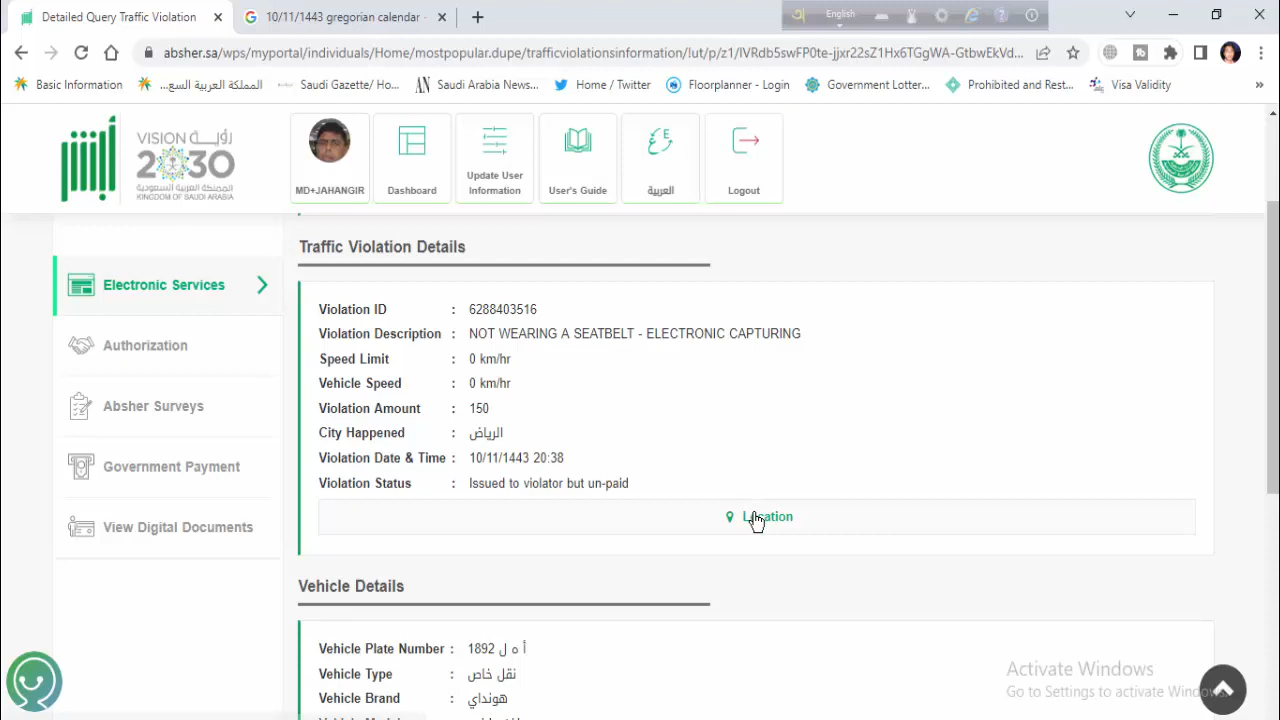 Detailed Query Traffic Violation
10/11/1443 gregorian calendar -
English
absher.sa/wps/myportal/individuals/Home/mostpopular.dupe/trafficviolationsinformation/
Basic Information
المملكة العربية السع...
Saudi Gazette/ Ho...
Saudi Arabia News...
Home / Twitter
Floorplanner - Login
Government Lotter...
Prohibited and Rest...
Visa Validity
»
أبشر
VISION رؤيــة
2030
المملكة العربية السعودية
KINGDOM OF SAUDI ARABIA
MD+JAHANGIR
Dashboard
Update User
Information
User's Guide
E ع
العربية
Logout
Electronic Services
Authorization
Absher Surveys
Government Payment
View Digital Documents
Traffic Violation Details
Violation ID : 6288403516
Violation Description : NOT WEARING A SEATBELT - ELECTRONIC CAPTURING
Speed Limit : 0 km/hr
Vehicle Speed : 0 km/hr
Violation Amount : 150
City Happened : الرياض
Violation Date & Time : 10/11/1443 20:38
Violation Status : Issued to violator but un-paid
Location
Vehicle Details
Vehicle Plate Number : أ ه ل 1892
Vehicle Type : نقل خاص
Vehicle Brand : هونداي
Activate Windows
Go to Settings to activate Windows.